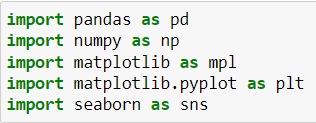 import pandas as pd
import numpy as np
import matplotlib as mpl
import matplotlib.pyplot as plt
import seaborn as sns